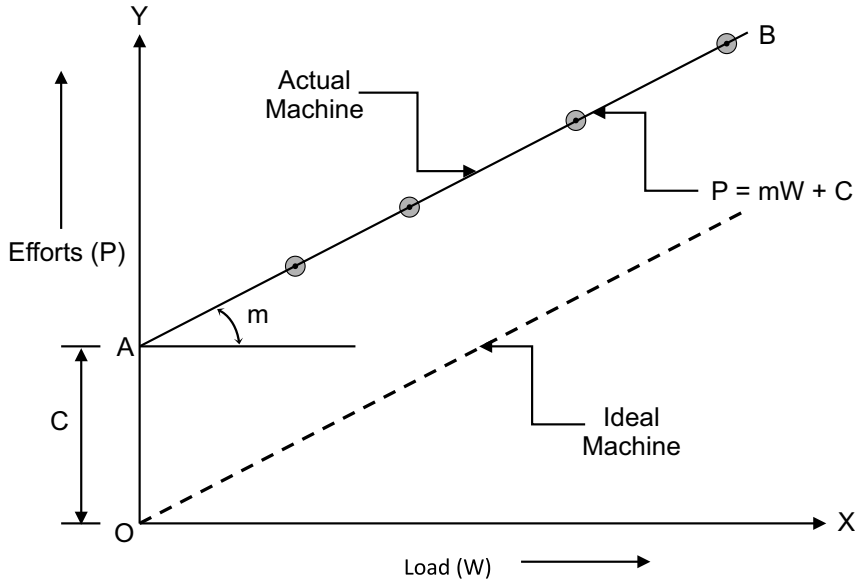 Y
B
Actual
Machine
P = mW + C
Efforts (P)
m
A
C
Ideal
Machine
O
X
Load (W)